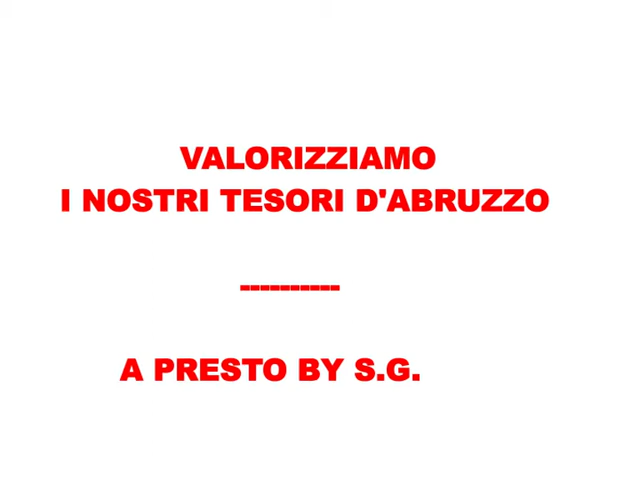 VALORIZZIAMO
I NOSTRI TESORI D'ABRUZZO
----------
A PRESTO BY S.G.